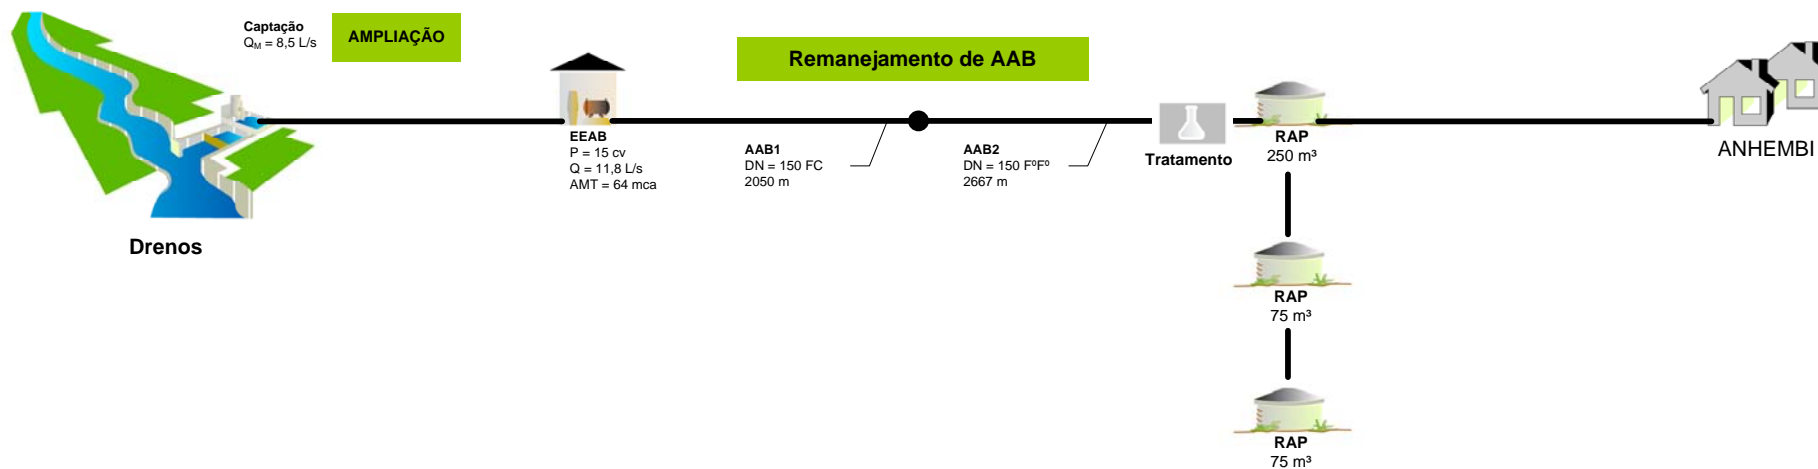 Captação
Qᴍ = 8,5 L/s
AMPLIAÇÃO
Remanejamento de AAB
Drenos
EEAB
P = 15 cv
Q = 11,8 L/s
AMT = 64 mca
AAB1
DN = 150 FC
2050 m
AAB2
DN = 150 FºFº
2667 m
Tratamento
RAP
250 m³
ANHEMBI
RAP
75 m³
RAP
75 m³